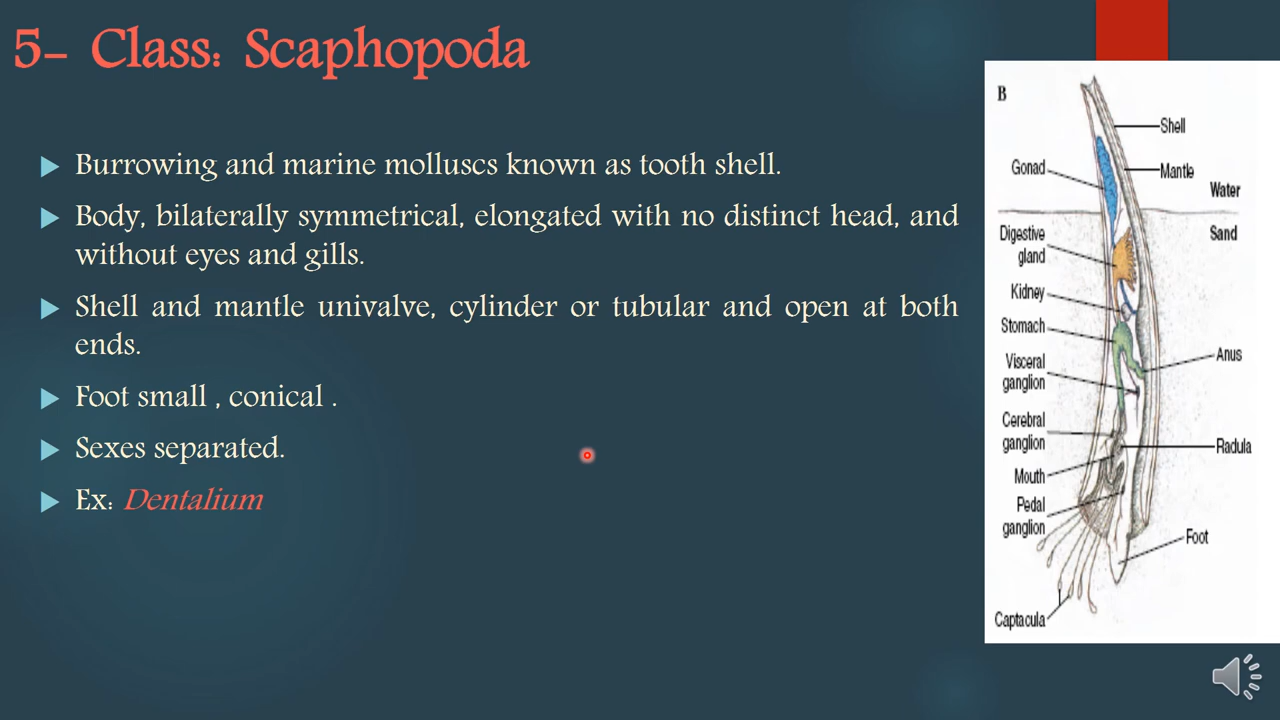 5- Class: Scaphopoda
Burrowing and marine molluscs known as tooth shell.
Body, bilaterally symmetrical, elongated with no distinct head, and
without eyes and gills.
Shell and mantle univalve, cylinder or tubular and open at both
ends.
Foot small , conical .
Sexes separated.
Ex: Dentalium
B
Shell
Gonad
Mantle
Water
Digestive
gland
Sand
Kidney
Stomach
Visceral
ganglion
Anus
Cerebral
ganglion
Radula
Mouth
Pedal
ganglion
Foot
Captacula